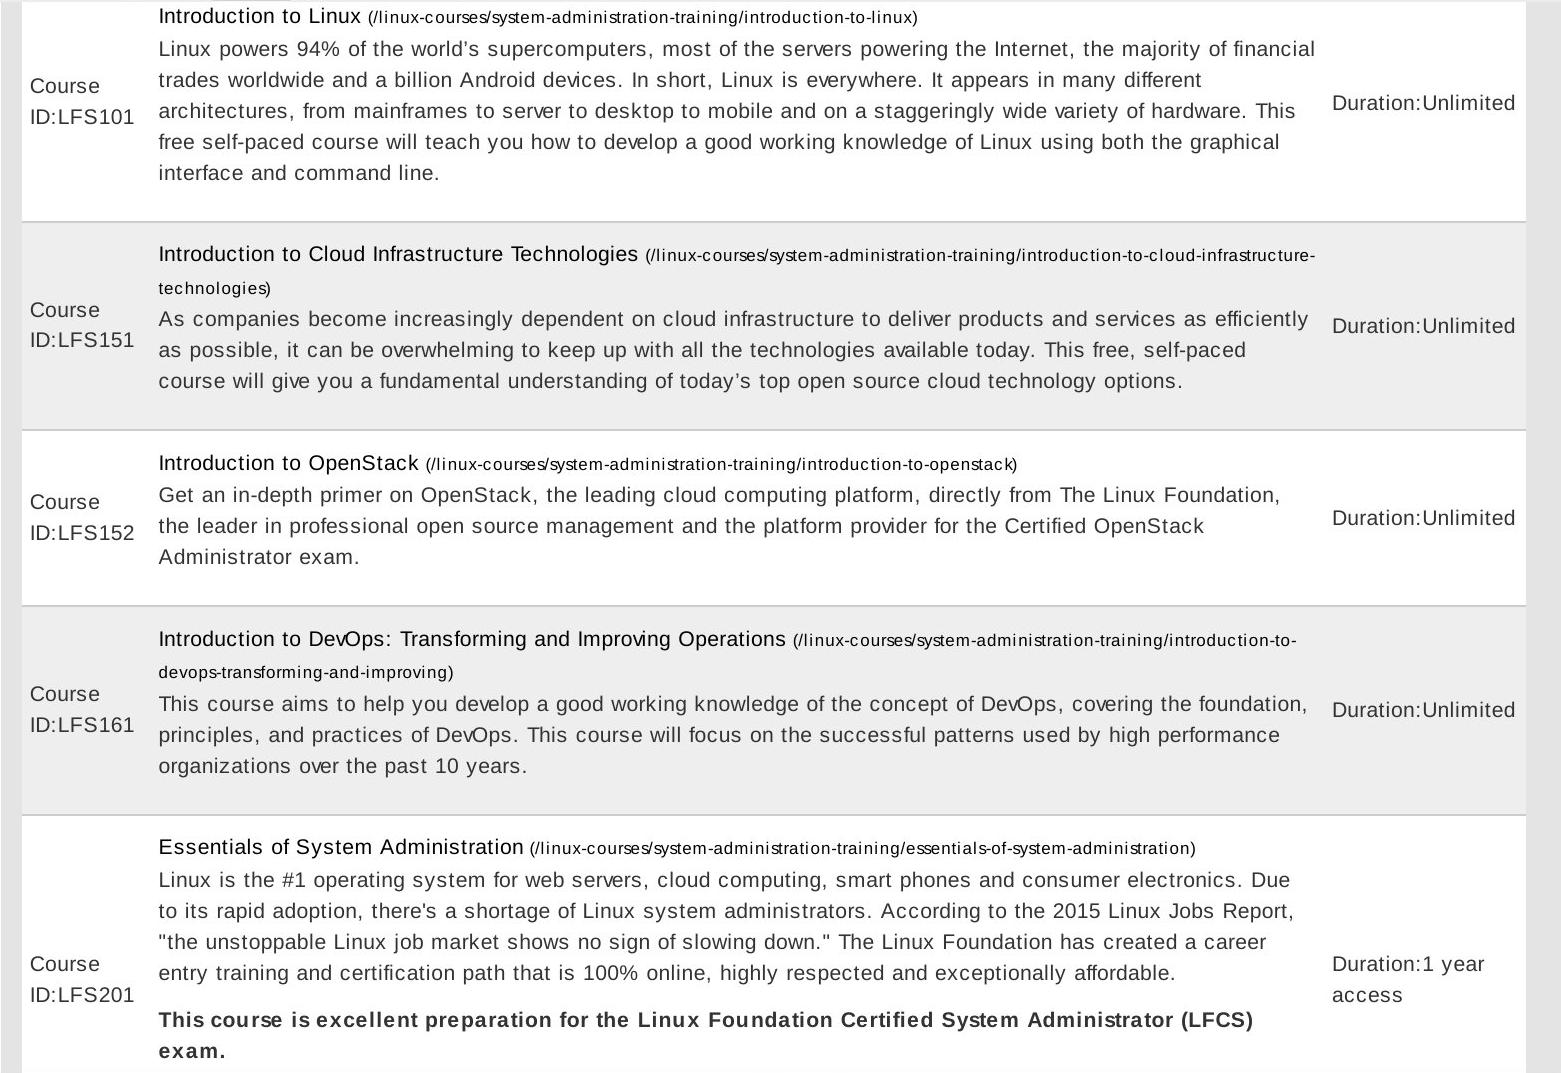 Introduction to Linux (/linux-courses/system-administration-training/introduction-to-linux)
Linux powers 94% of the world’s supercomputers, most of the servers powering the Internet, the majority of financial
trades worldwide and a billion Android devices. In short, Linux is everywhere. It appears in many different
architectures, from mainframes to server to desktop to mobile and on a staggeringly wide variety of hardware. This
free self-paced course will teach you how to develop a good working knowledge of Linux using both the graphical
interface and command line.
Course
ID:LFS101
Duration:Unlimited
Introduction to Cloud Infrastructure Technologies (/linux-courses/system-administration-training/introduction-to-cloud-infrastructure-
technologies)
As companies become increasingly dependent on cloud infrastructure to deliver products and services as efficiently
as possible, it can be overwhelming to keep up with all the technologies available today. This free, self-paced
course will give you a fundamental understanding of today’s top open source cloud technology options.
Course
ID:LFS151
Duration:Unlimited
Introduction to OpenStack (/linux-courses/system-administration-training/introduction-to-openstack)
Get an in-depth primer on OpenStack, the leading cloud computing platform, directly from The Linux Foundation,
the leader in professional open source management and the platform provider for the Certified OpenStack
Administrator exam.
Course
ID:LFS152
Duration:Unlimited
Introduction to DevOps: Transforming and Improving Operations (/linux-courses/system-administration-training/introduction-to-
devops-transforming-and-improving)
This course aims to help you develop a good working knowledge of the concept of DevOps, covering the foundation,
principles, and practices of DevOps. This course will focus on the successful patterns used by high performance
organizations over the past 10 years.
Course
ID:LFS161
Duration:Unlimited
Essentials of System Administration (/linux-courses/system-administration-training/essentials-of-system-administration)
Linux is the #1 operating system for web servers, cloud computing, smart phones and consumer electronics. Due
to its rapid adoption, there's a shortage of Linux system administrators. According to the 2015 Linux Jobs Report,
"the unstoppable Linux job market shows no sign of slowing down." The Linux Foundation has created a career
entry training and certification path that is 100% online, highly respected and exceptionally affordable.
This course is excellent preparation for the Linux Foundation Certified System Administrator (LFCS)
exam.
Course
ID:LFS201
Duration:1 year
access